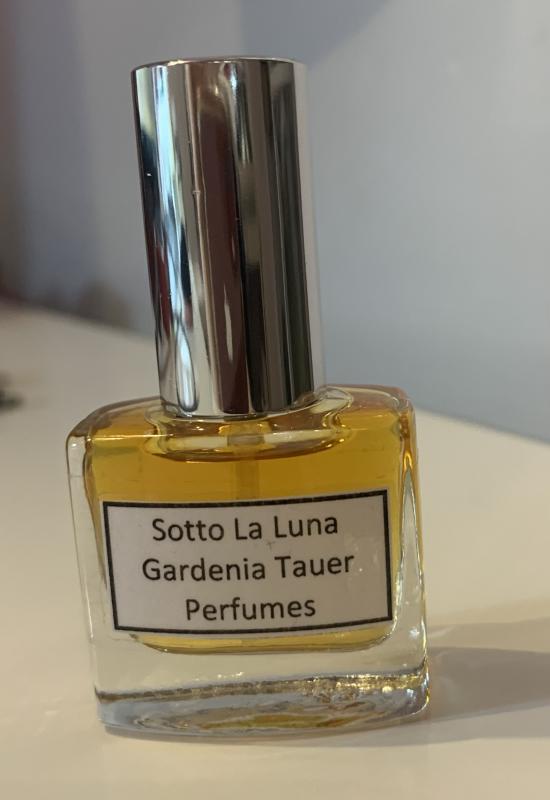 Sotto La Luna
Gardenia Tauer
Perfumes